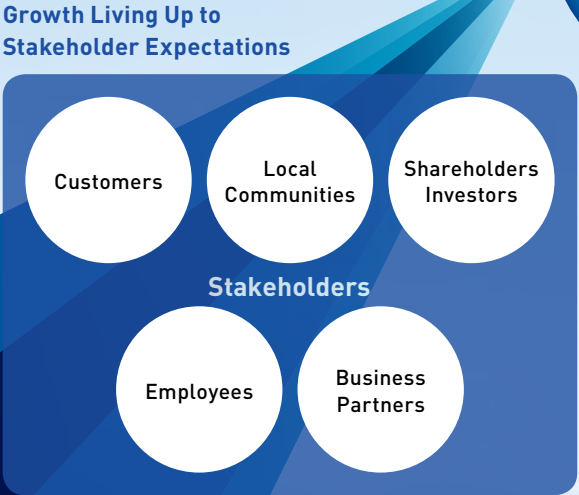 Growth Living Up to
Stakeholder Expectations
Customers
Local
Communities
Shareholders
Investors
Stakeholders
Employees
Business
Partners